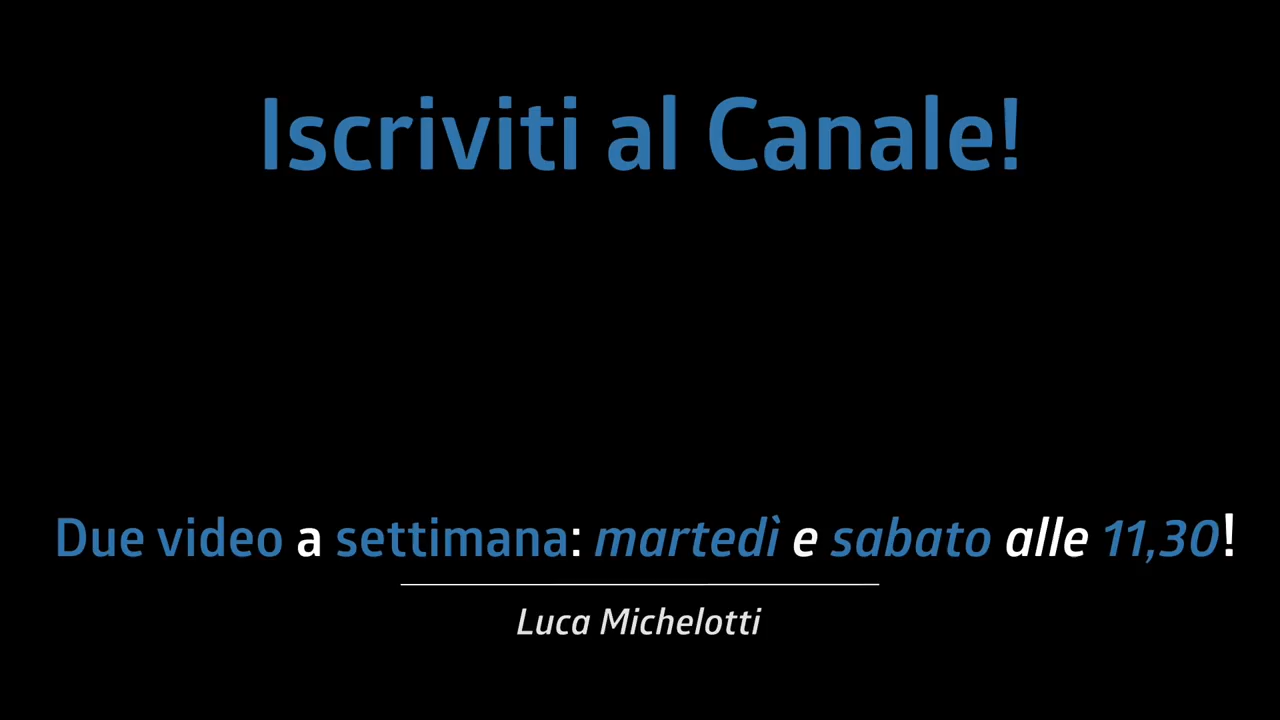 Iscriviti al Canale!
Due video a settimana: martedì e sabato alle 11,30!
Luca Michelotti